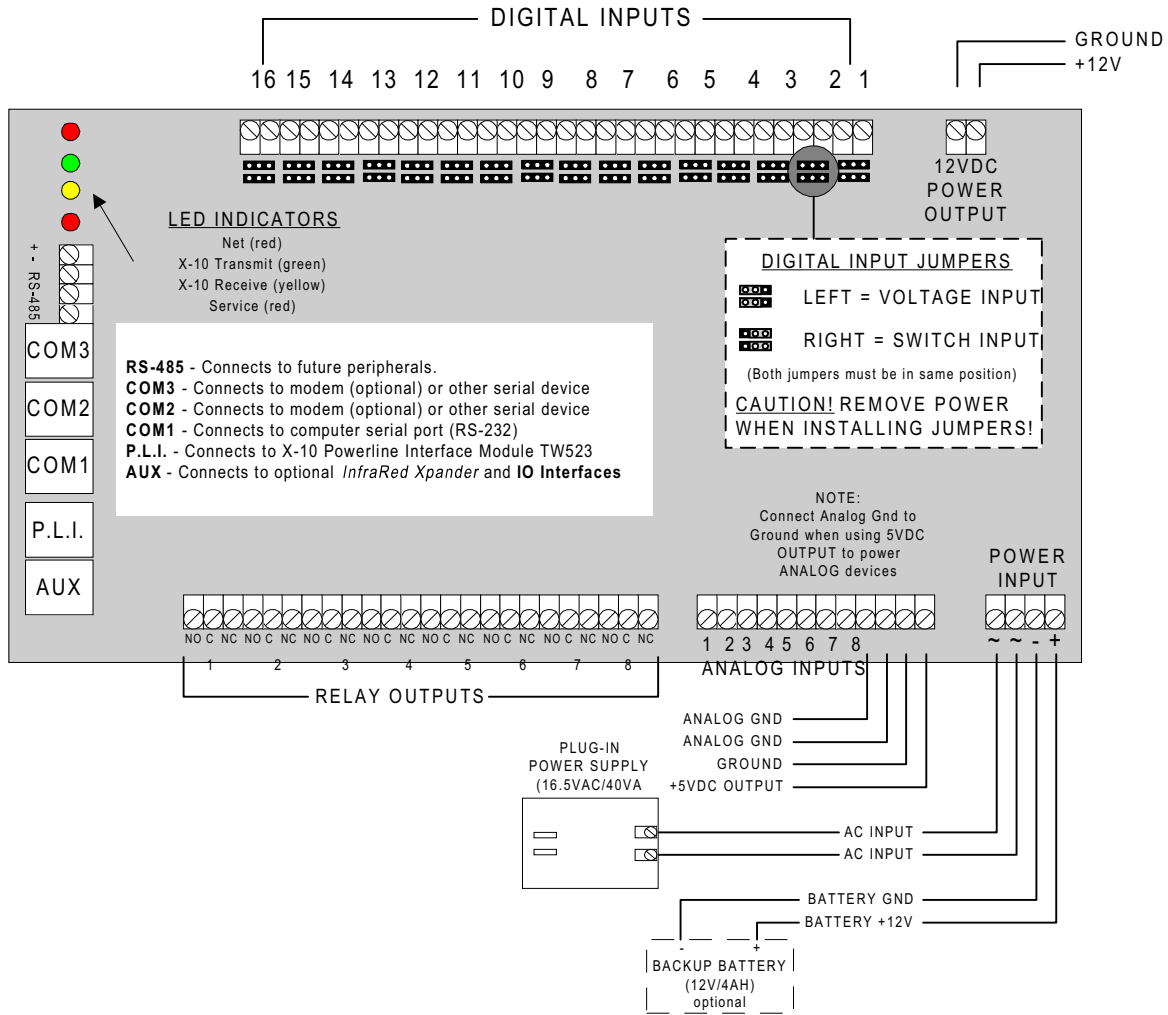 DIGITAL INPUTS
GROUND
+12V
16 15 14 13 12 11 10 9 8 7 6 5 4 3 2 1
12VDC
POWER
OUTPUT
LED INDICATORS
Net (red)
X-10 Transmit (green)
X-10 Receive (yellow)
Service (red)
+ - RS-485
DIGITAL INPUT JUMPERS
LEFT = VOLTAGE INPUT
RIGHT = SWITCH INPUT
(Both jumpers must be in same position)
CAUTION! REMOVE POWER
WHEN INSTALLING JUMPERS!
COM3
COM2
COM1
P.L.I.
AUX
RS-485 - Connects to future peripherals.
COM3 - Connects to modem (optional) or other serial device
COM2 - Connects to modem (optional) or other serial device
COM1 - Connects to computer serial port (RS-232)
P.L.I. - Connects to X-10 Powerline Interface Module TW523
AUX - Connects to optional InfraRed Xpander and IO Interfaces
NOTE:
Connect Analog Gnd to
Ground when using 5VDC
OUTPUT to power
ANALOG devices
POWER
INPUT
NO C NC NO C NC NO C NC NO C NC NO C NC NO C NC NO C NC NO C NC
1 2 3 4 5 6 7 8
RELAY OUTPUTS
1 2 3 4 5 6 7 8
ANALOG INPUTS
~ ~ - +
ANALOG GND
ANALOG GND
GROUND
+5VDC OUTPUT
PLUG-IN
POWER SUPPLY
(16.5VAC/40VA
AC INPUT
AC INPUT
BATTERY GND
BATTERY +12V
- +
BACKUP BATTERY
(12V/4AH)
optional